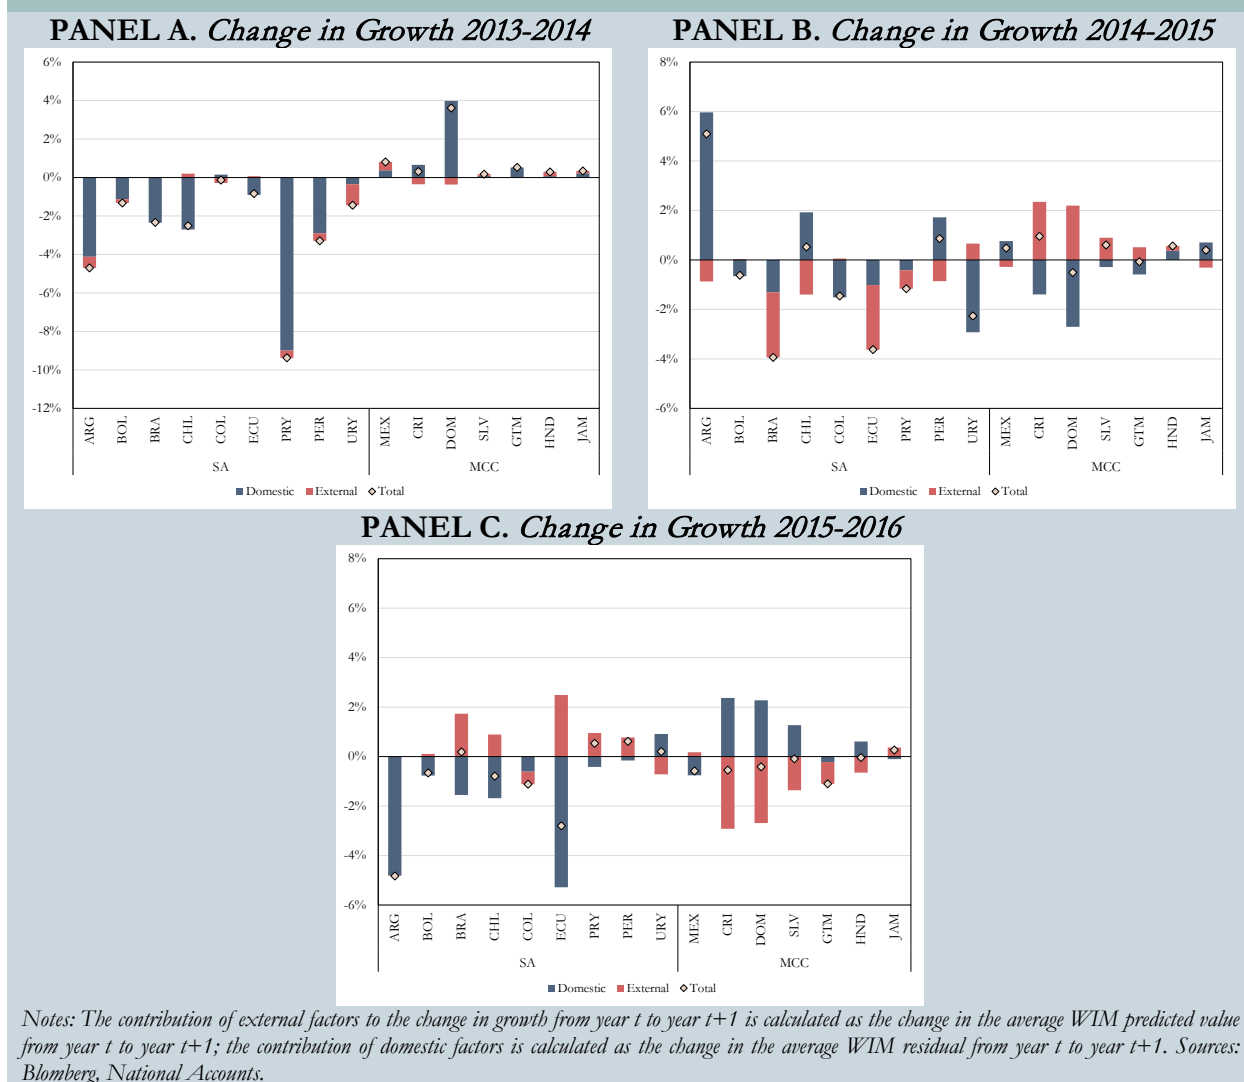 PANEL A. Change in Growth 2013-2014
6%
4%
2%
0%
-2%
-4%
-6%
-8%
-10%
-12%
ARG BOL BRA CHL COL ECU PRY PER URY MEX CRI DOM SLV GTM HND JAM
SA MCC
Domestic External Total
PANEL B. Change in Growth 2014-2015
8%
6%
4%
2%
0%
-2%
-4%
-6%
ARG BOL BRA CHL COL ECU PRY PER URY MEX CRI DOM SLV GTM HND JAM
SA MCC
Domestic External Total
PANEL C. Change in Growth 2015-2016
8%
6%
4%
2%
0%
-2%
-4%
-6%
ARG BOL BRA CHL COL ECU PRY PER URY MEX CRI DOM SLV GTM HND JAM
SA MCC
Domestic External Total
Notes: The contribution of external factors to the change in growth from year t to year t+1 is calculated as the change in the average WIM predicted value
from year t to year t+1; the contribution of domestic factors is calculated as the change in the average WIM residual from year t to year t+1. Sources:
Blomberg, National Accounts.